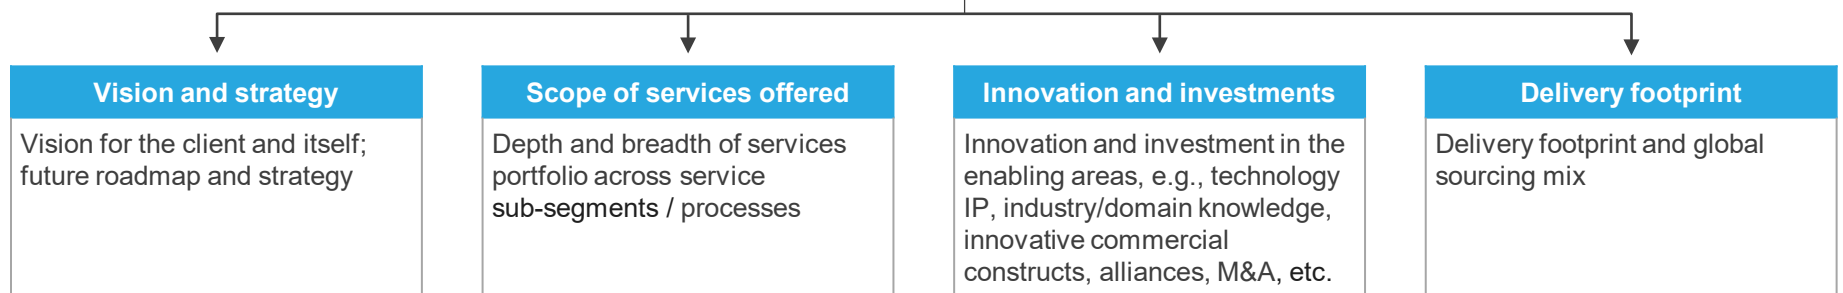 Vision and strategy
Vision for the client and itself;
future roadmap and strategy
Scope of services offered
Depth and breadth of services
portfolio across service
sub-segments / processes
Innovation and investments
Innovation and investment in the
enabling areas, e.g., technology
IP, industry/domain knowledge,
innovative commercial
constructs, alliances, M&A, etc.
Delivery footprint
Delivery footprint and global
sourcing mix